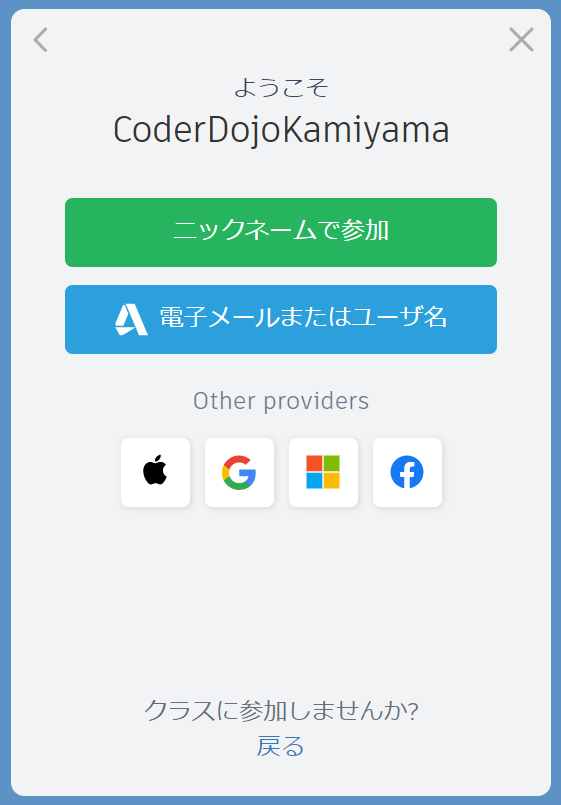 ようこそ
CoderDojoKamiyama
ニックネームで参加
電子メールまたはユーザ名
Other providers
クラスに参加しませんか?
戻る